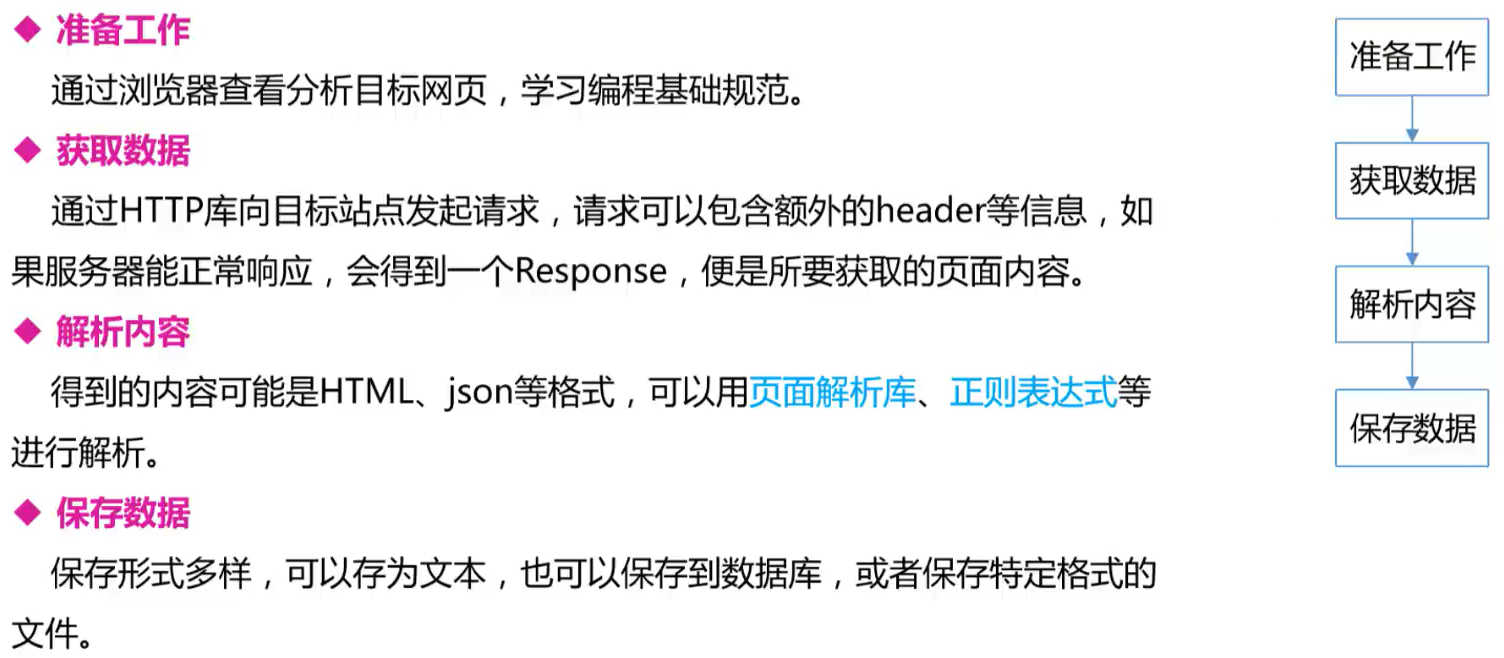 ◆ 准备工作
通过浏览器查看分析目标网页，学习编程基础规范。
◆ 获取数据
通过HTTP库向目标站点发起请求，请求可以包含额外的header等信息，如
果服务器能正常响应，会得到一个Response，便是所要获取的页面内容。
◆ 解析内容
得到的内容可能是HTML、json等格式，可以用页面解析库、正则表达式等
进行解析。
◆ 保存数据
保存形式多样，可以存为文本，也可以保存到数据库，或者保存特定格式的
文件。
准备工作
获取数据
解析内容
保存数据